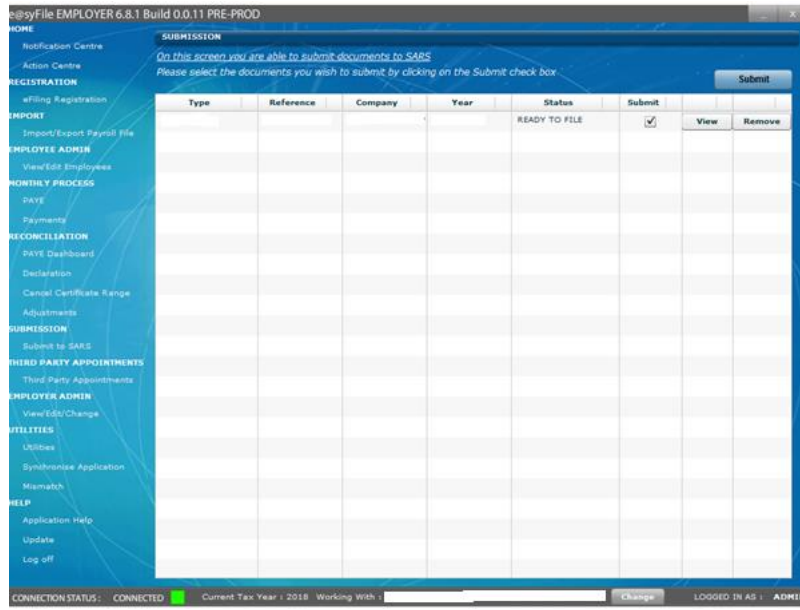 e@syFile EMPLOYER 6.8.1 Build 0.0.11 PRE-PROD
HOME
Notification Centre
Action Centre
REGISTRATION
eFiling Registration
IMPORT
Import/Export Payroll File
EMPLOYEE ADMIN
View/Edit Employees
MONTHLY PROCESS
PAYE
Payments
RECONCILIATION
PAYE Dashboard
Declaration
Cancel Certificate Range
Adjustments
SUBMISSION
Submit to SARS
THIRD PARTY APPOINTMENTS
Third Party Appointments
EMPLOYER ADMIN
View/Edit/Change
UTILITIES
Utilities
Synchronise Application
Mismatch
HELP
Application Help
Update
Log off
SUBMISSION
On this screen you are able to submit documents to SARS
Please select the documents you wish to submit by clicking on the Submit check box
Submit
Type Reference Company Year Status Submit
READY TO FILE View Remove
CONNECTION STATUS : CONNECTED Current Tax Year : 2018 Working With : Change LOGGED IN AS : ADMI